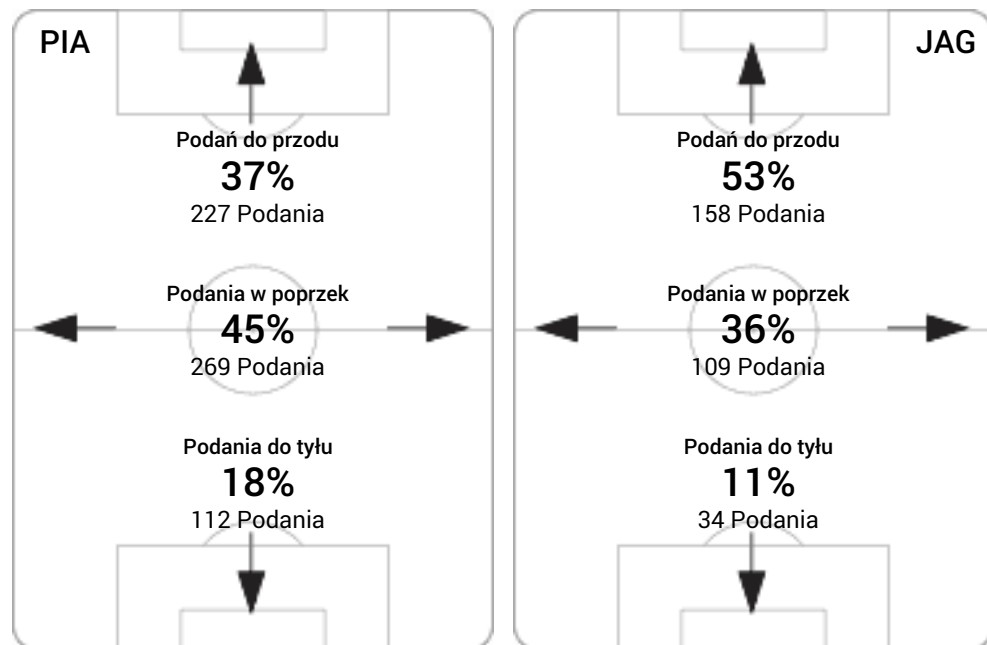 PIA
Podań do przodu
37%
227 Podania
Podania w poprzek
45%
269 Podania
Podania do tyłu
18%
112 Podania
JAG
Podań do przodu
53%
158 Podania
Podania w poprzek
36%
109 Podania
Podania do tyłu
11%
34 Podania